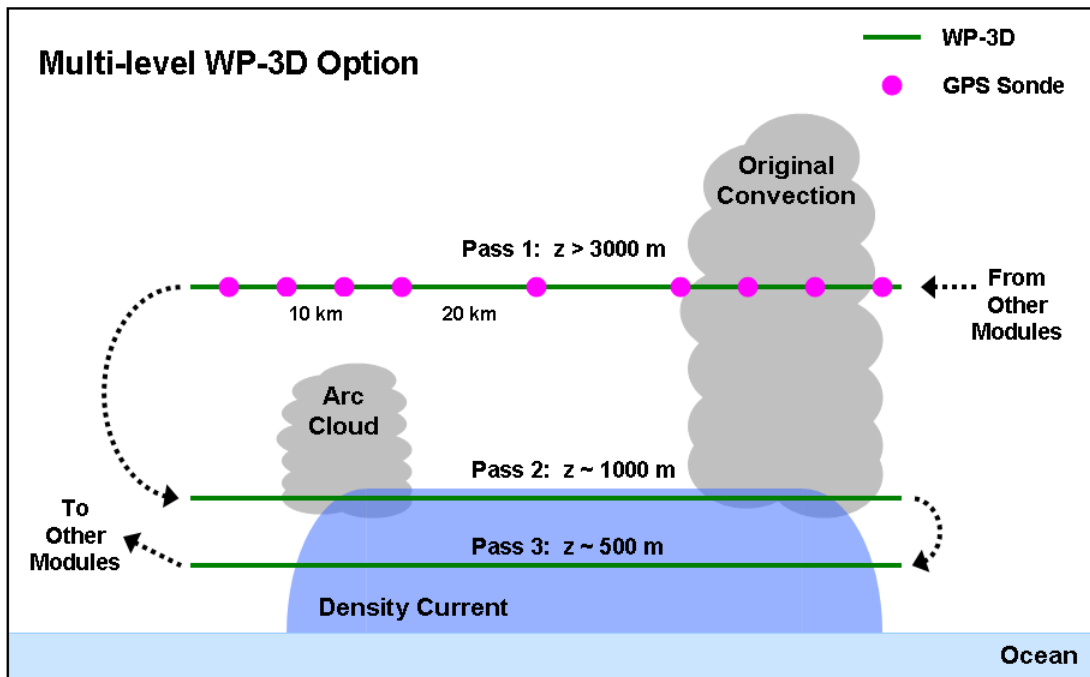 Multi-level WP-3D Option
WP-3D
GPS Sonde
Original
Convection
Pass 1: z > 3000 m
From
Other
Modules
10 km
20 km
Arc
Cloud
Pass 2: z ~ 1000 m
To
Other
Modules
Pass 3: z ~ 500 m
Density Current
Ocean